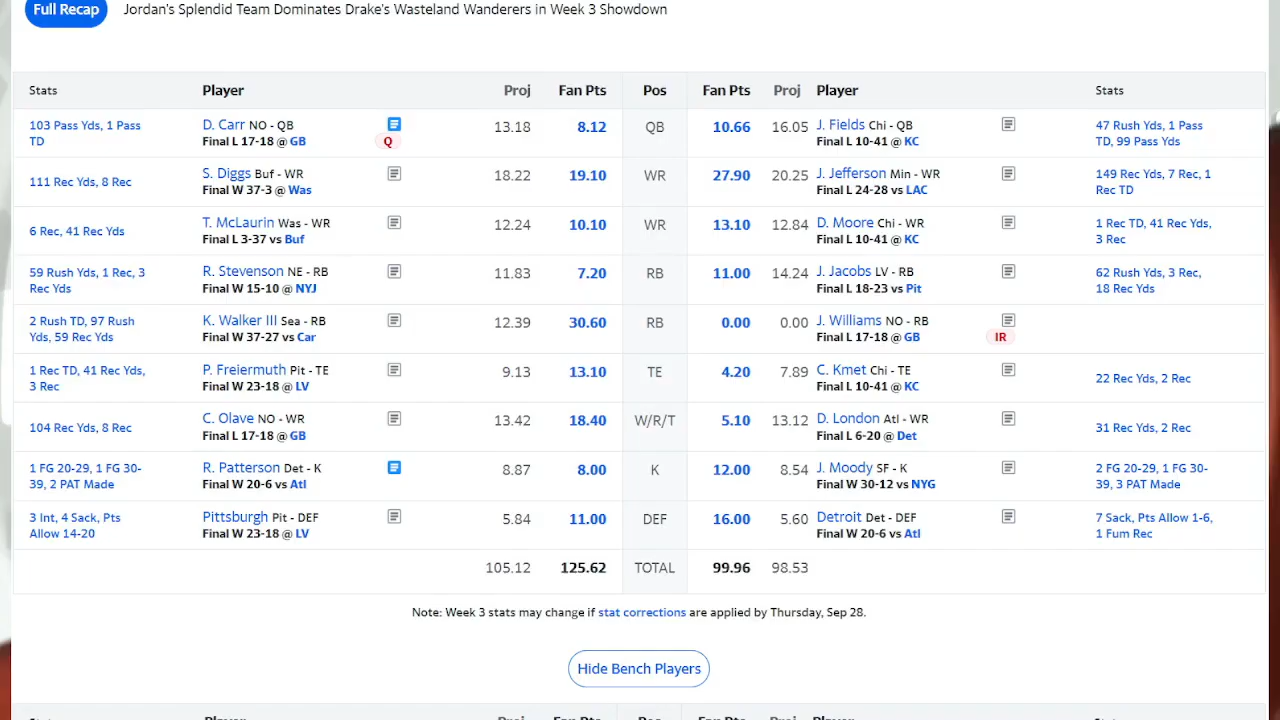 Full Recap Jordan's Splendid Team Dominates Drake's Wasteland Wanderers in Week 3 Showdown
Stats Player Proj Fan Pts Pos Fan Pts Proj Player Stats
103 Pass Yds, 1 Pass TD D. Carr NO - QB Final L 17-18 @ GB Q 13.18 8.12 QB 10.66 16.05 J. Fields Chi - QB Final L 10-41 @ KC 47 Rush Yds, 1 Pass TD, 99 Pass Yds
111 Rec Yds, 8 Rec S. Diggs Buf - WR Final W 37-3 @ Was 18.22 19.10 WR 27.90 20.25 J. Jefferson Min - WR Final L 24-28 vs LAC 149 Rec Yds, 7 Rec, 1 Rec TD
6 Rec, 41 Rec Yds T. McLaurin Was - WR Final L 3-37 vs Buf 12.24 10.10 WR 13.10 12.84 D. Moore Chi - WR Final L 10-41 @ KC 1 Rec TD, 41 Rec Yds, 3 Rec
59 Rush Yds, 1 Rec, 3 Rec Yds R. Stevenson NE - RB Final W 15-10 @ NYJ 11.83 7.20 RB 11.00 14.24 J. Jacobs LV - RB Final L 18-23 vs Pit 62 Rush Yds, 3 Rec, 18 Rec Yds
2 Rush TD, 97 Rush Yds, 59 Rec Yds K. Walker III Sea - RB Final W 37-27 vs Car 12.39 30.60 RB 0.00 0.00 J. Williams NO - RB Final L 17-18 @ GB IR
1 Rec TD, 41 Rec Yds, 3 Rec P. Freiermuth Pit - TE Final W 23-18 @ LV 9.13 13.10 TE 4.20 7.89 C. Kmet Chi - TE Final L 10-41 @ KC 22 Rec Yds, 2 Rec
104 Rec Yds, 8 Rec C. Olave NO - WR Final L 17-18 @ GB 13.42 18.40 W/R/T 5.10 13.12 D. London Atl - WR Final L 6-20 @ Det 31 Rec Yds, 2 Rec
1 FG 20-29, 1 FG 30-39, 2 PAT Made R. Patterson Det - K Final W 20-6 vs Atl 8.87 8.00 K 12.00 8.54 J. Moody SF - K Final W 30-12 vs NYG 2 FG 20-29, 1 FG 30-39, 3 PAT Made
3 Int, 4 Sack, Pts Allow 14-20 Pittsburgh Pit - DEF Final W 23-18 @ LV 5.84 11.00 DEF 16.00 5.60 Detroit Det - DEF Final W 20-6 vs Atl 7 Sack, Pts Allow 1-6, 1 Fum Rec
105.12 125.62 TOTAL 99.96 98.53
Note: Week 3 stats may change if stat corrections are applied by Thursday, Sep 28.
Hide Bench Players
Stats Player Proj Fan Pts Pos Fan Pts Proj Player Stats